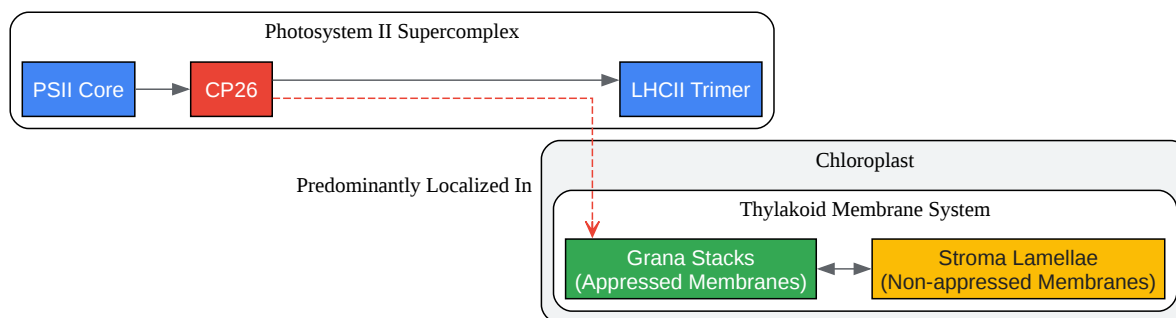 Photosystem II Supercomplex
PSII Core
CP26
LHCII Trimer
Chloroplast
Predominantly Localized In
Thylakoid Membrane System
Grana Stacks
(Appressed Membranes)
Stroma Lamellae
(Non-appressed Membranes)